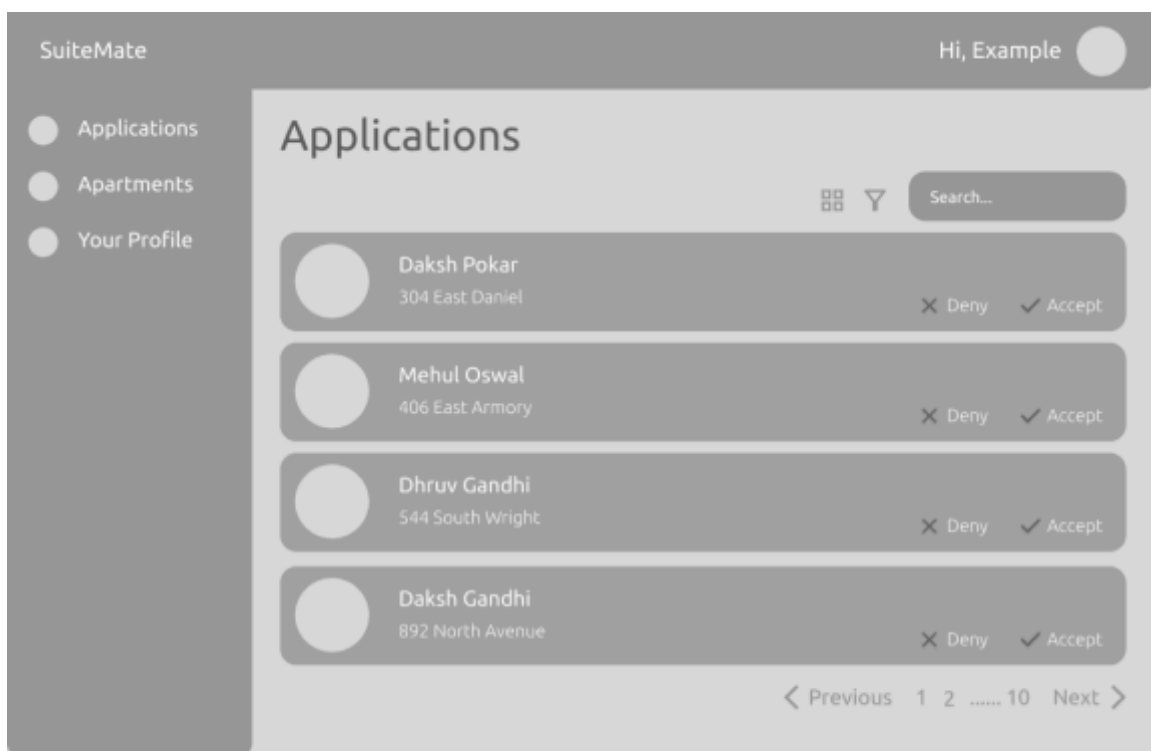 SuiteMate
Hi, Example
Applications
Apartments
Your Profile
Applications
Search...
Daksh Pokar
304 East Daniel
Deny Accept
Mehul Oswal
406 East Armory
Deny Accept
Dhruv Gandhi
544 South Wright
Deny Accept
Daksh Gandhi
892 North Avenue
Deny Accept
Previous 1 2 ...... 10 Next